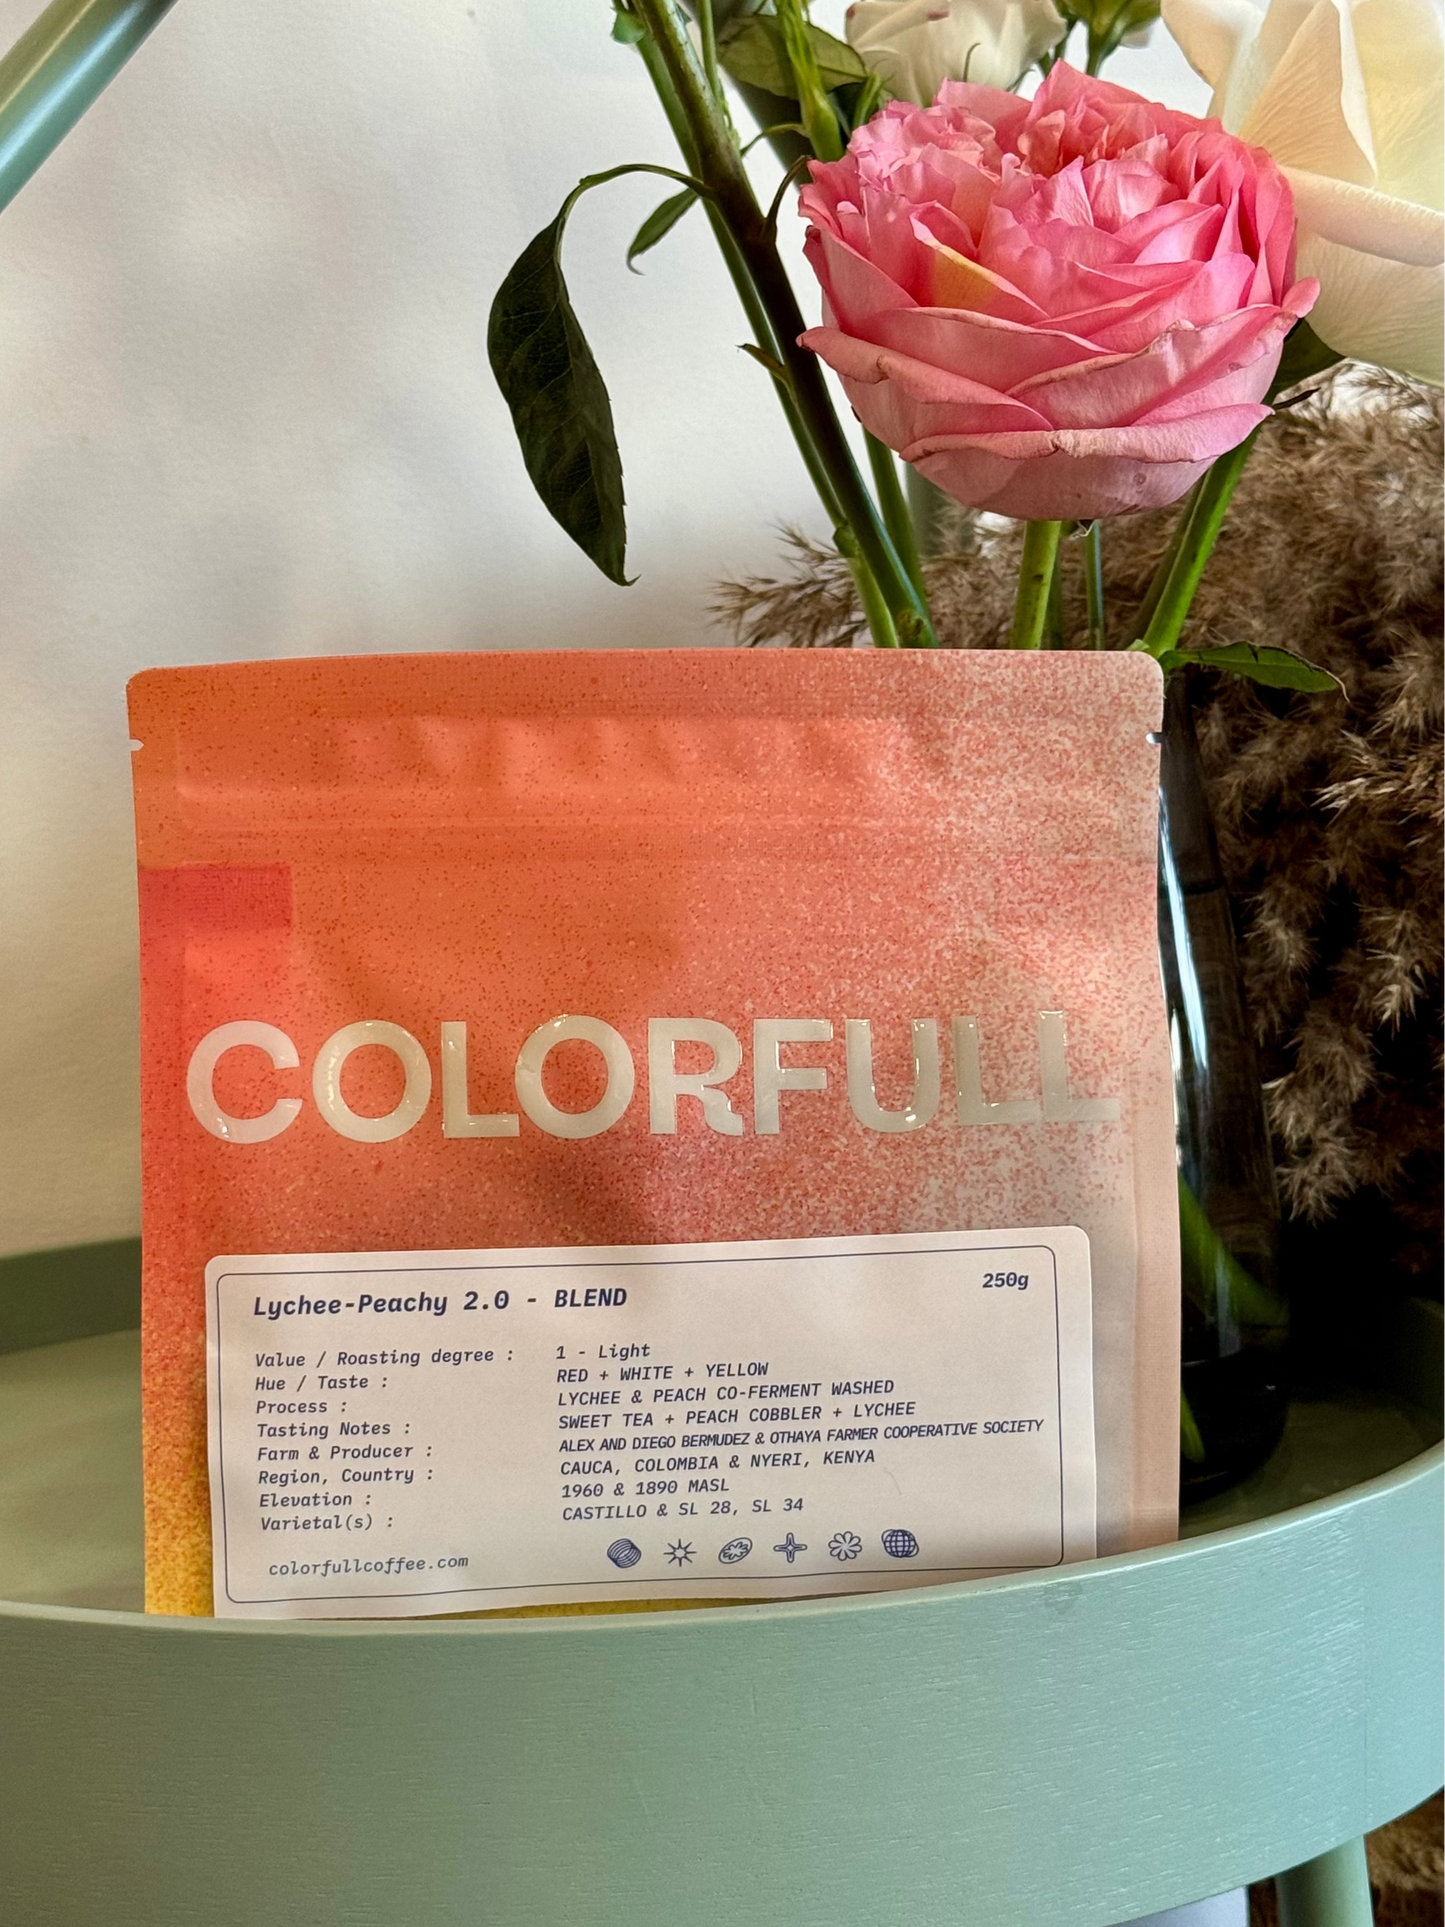 COLORFULL
Lychee-Peachy 2.0 - BLEND 250g
Value / Roasting degree : 1 - Light
Hue / Taste : RED + WHITE + YELLOW
Process : LYCHEE & PEACH CO-FERMENT WASHED
Tasting Notes : SWEET TEA + PEACH COBBLER + LYCHEE
Farm & Producer : ALEX AND DIEGO BERMUDEZ & OTHAYA FARMER COOPERATIVE SOCIETY
Region, Country : CAUCA, COLOMBIA & NYERI, KENYA
Elevation : 1960 & 1890 MASL
Varietal(s) : CASTILLO & SL 28, SL 34
colorfullcoffee.com